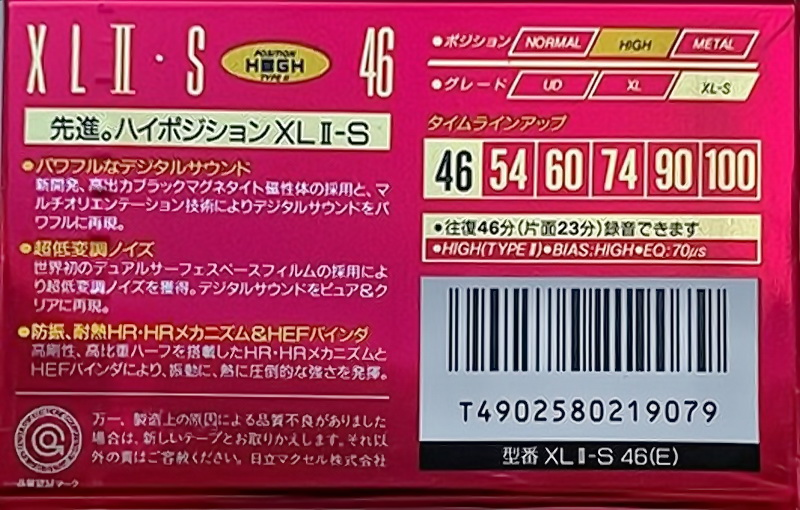 XLⅡ・S
POSITION
HIGH
TYPE Ⅱ
46
●ポジション NORMAL HIGH METAL
●グレード UD XL XL-S
先進。ハイポジションXLⅡ-S
タイムラインアップ
46 54 60 74 90 100
●パワフルなデジタルサウンド
新開発、高出力ブラックマグネタイト磁性体の採用と、マ
ルチオリエンテーション技術によりデジタルサウンドをパ
ワフルに再現。
●超低変調ノイズ
世界初のデュアルサーフェスベースフィルムの採用によ
り超低変調ノイズを獲得。デジタルサウンドをピュア&ク
リアに再現。
●防振、耐熱HR・HRメカニズム&HEFバインダ
高剛性、高比重ハーフを搭載したHR・HRメカニズムと
HEFバインダにより、振動に、熱に圧倒的な強さを発揮。
●往復46分(片面23分)録音できます
●HIGH(TYPEⅡ)●BIAS:HIGH●EQ:70μs
T4902580219079
型番 XLⅡ-S 46(E)
万一、製造上の原因による品質不良がありました
場合は、新しいテープとお取りかえします。それ以
外の責はご容赦ください。日立マクセル株式会社